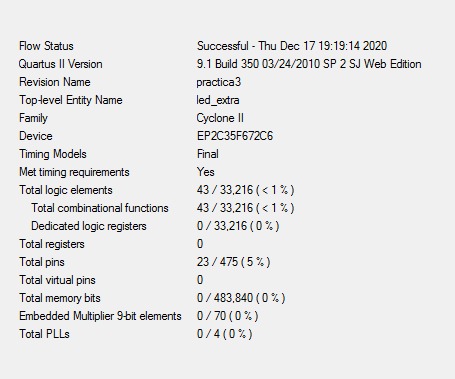 Flow Status Successful - Thu Dec 17 19:19:14 2020
Quartus II Version 9.1 Build 350 03/24/2010 SP 2 SJ Web Edition
Revision Name practica3
Top-level Entity Name led_extra
Family Cyclone II
Device EP2C35F672C6
Timing Models Final
Met timing requirements Yes
Total logic elements 43 / 33,216 ( < 1 % )
Total combinational functions 43 / 33,216 ( < 1 % )
Dedicated logic registers 0 / 33,216 ( 0 % )
Total registers 0
Total pins 23 / 475 ( 5 % )
Total virtual pins 0
Total memory bits 0 / 483,840 ( 0 % )
Embedded Multiplier 9-bit elements 0 / 70 ( 0 % )
Total PLLs 0 / 4 ( 0 % )